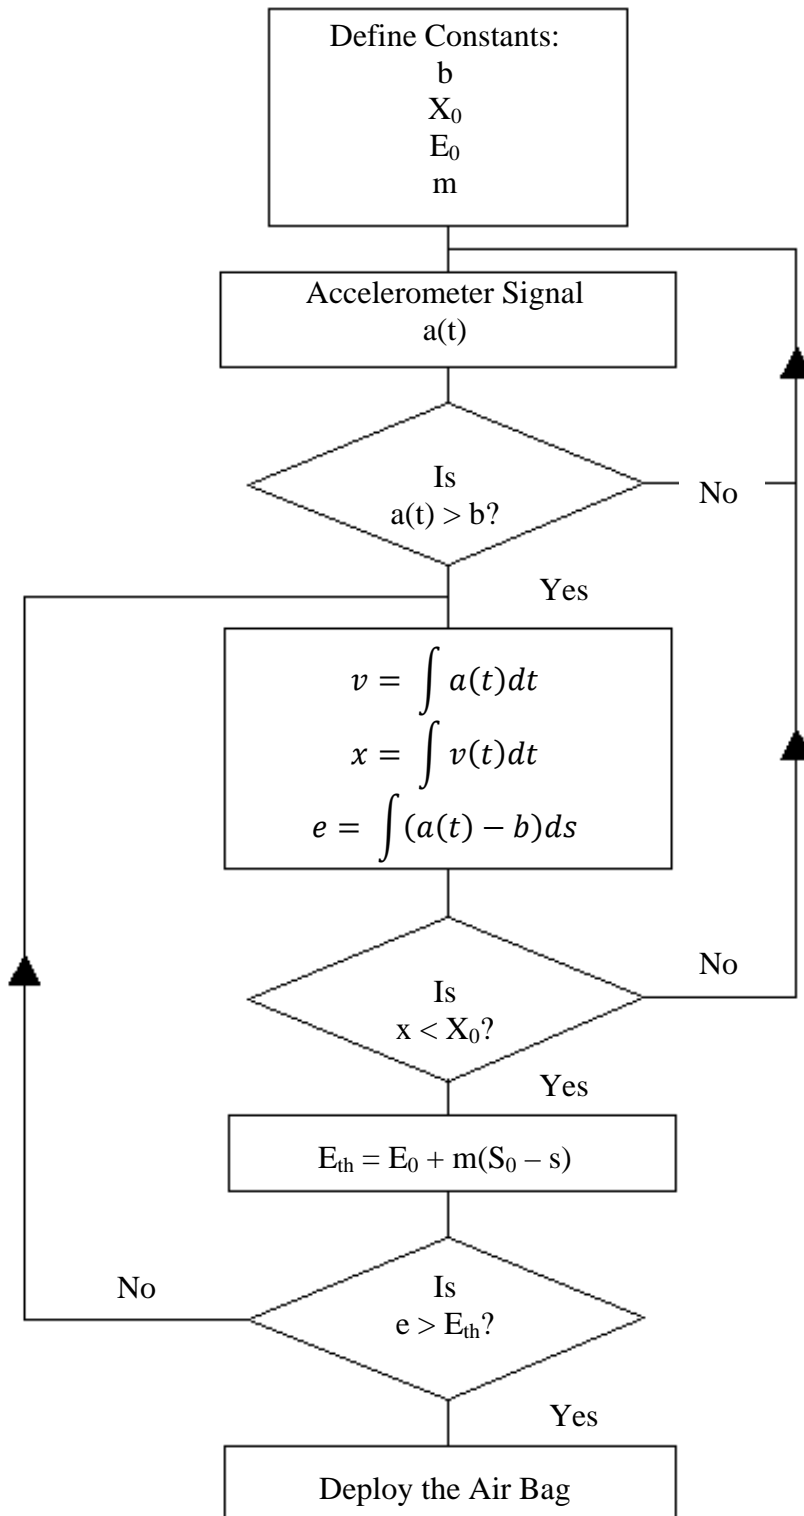 Define Constants:
b
X₀
E₀
m
Accelerometer Signal
a(t)
Is
a(t) > b?
No
Yes
v = ∫ a(t)dt
x = ∫ v(t)dt
e = ∫(a(t) − b)ds
Is
x < X₀?
No
Yes
Eₜₕ = E₀ + m(S₀ – s)
Is
e > Eₜₕ?
No
Yes
Deploy the Air Bag